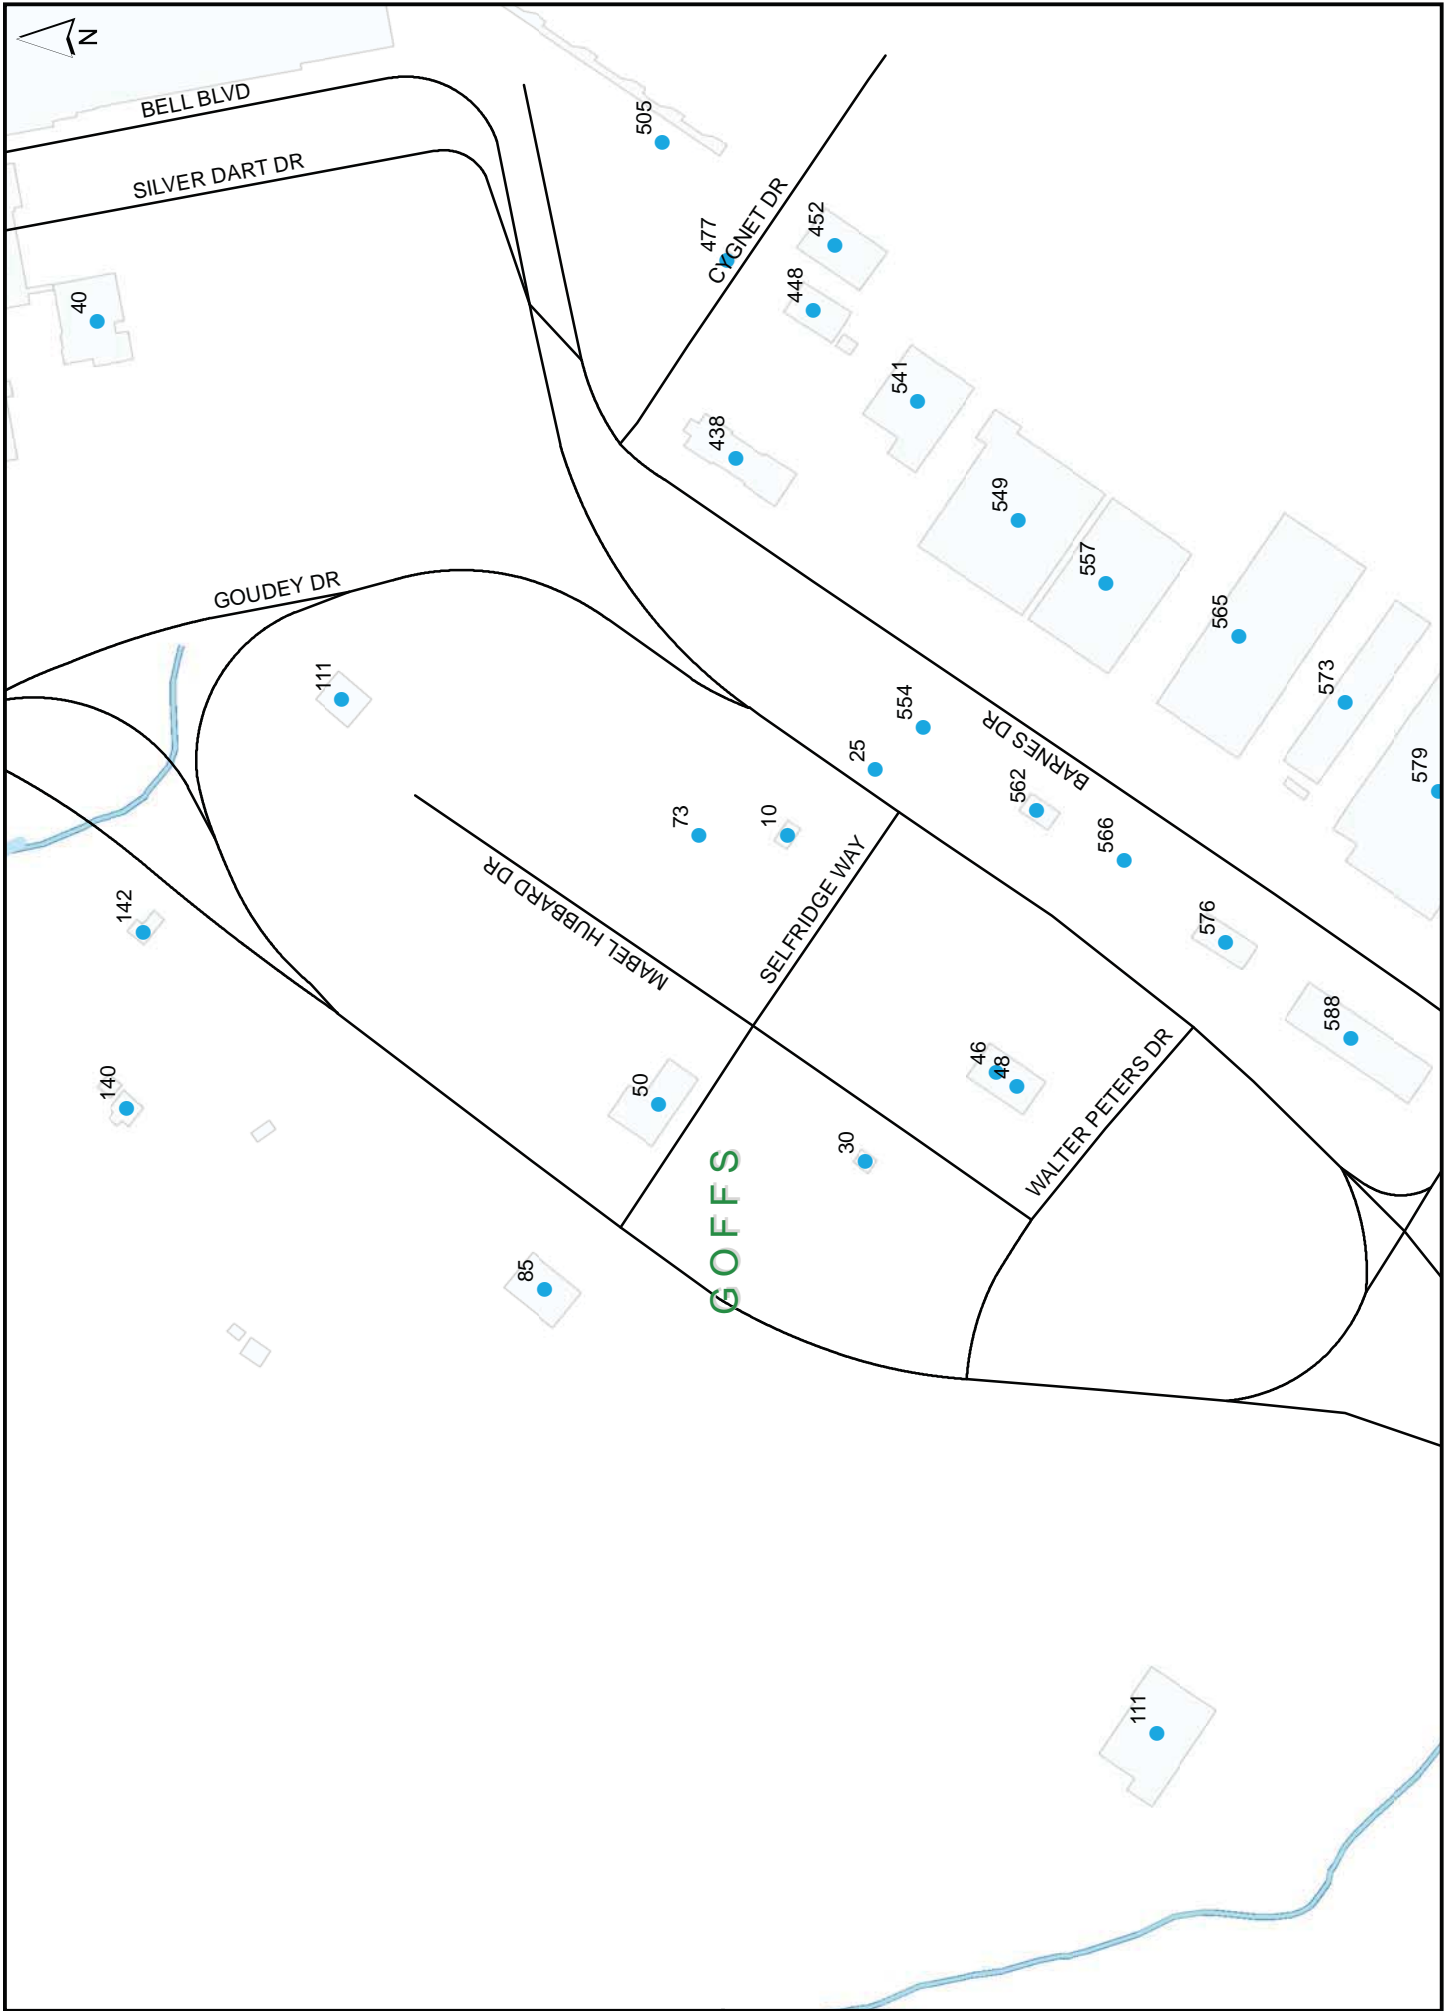 N
BELL BLVD
SILVER DART DR
505
477
CYGNET DR
452
448
40
541
438
549
557
GOUDEY DR
565
573
111
554
BARNES DR
25
579
562
73
10
566
MABEL HUBBARD DR
SELFRIDGE WAY
142
576
588
46
48
WALTER PETERS DR
140
50
30
GOFFS
85
111